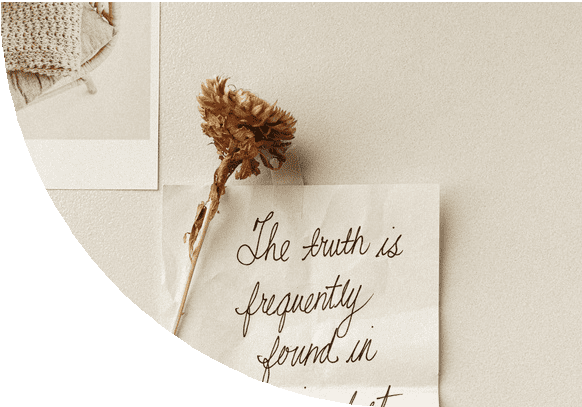 The truth is
frequently
found in